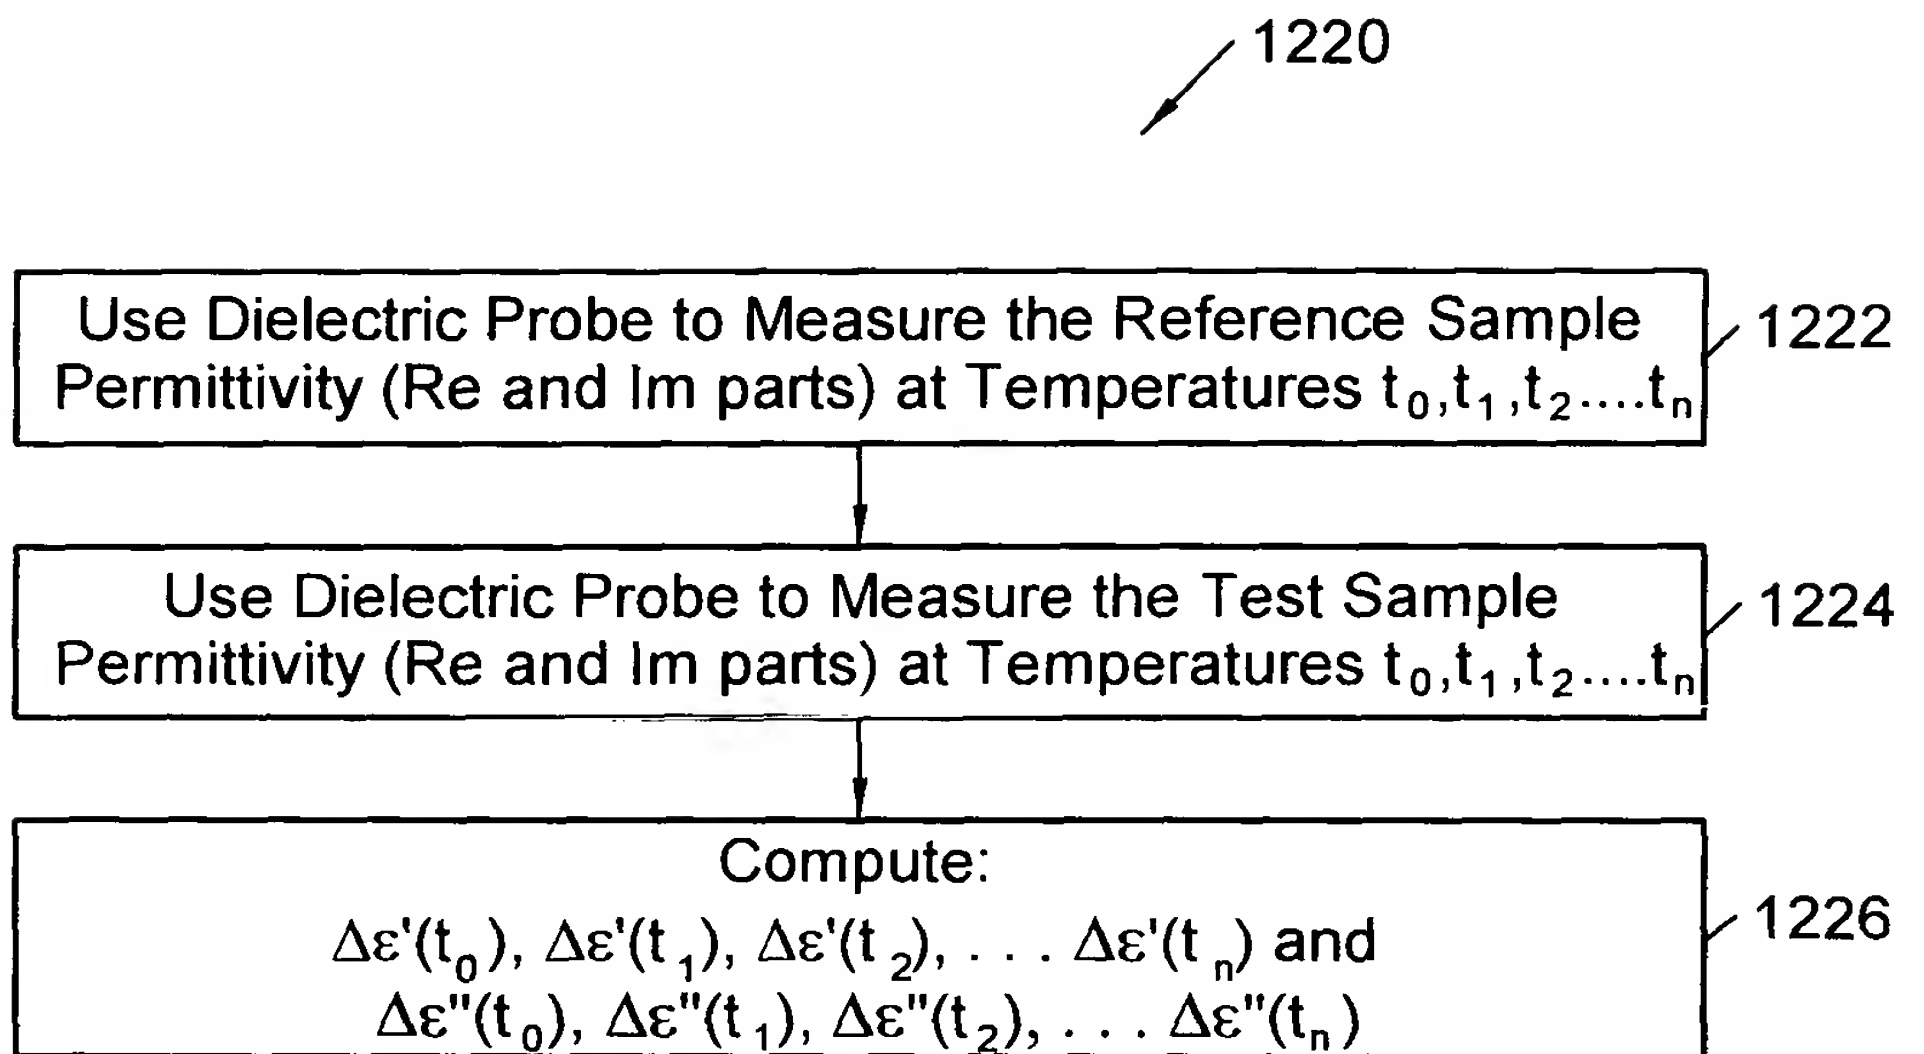 1220
Use Dielectric Probe to Measure the Reference Sample
Permittivity (Re and Im parts) at Temperatures t₀,t₁,t₂....tₙ
1222
Use Dielectric Probe to Measure the Test Sample
Permittivity (Re and Im parts) at Temperatures t₀,t₁,t₂....tₙ
1224
Compute:
Δε'(t₀), Δε'(t₁), Δε'(t₂), . . . Δε'(tₙ) and
Δε"(t₀), Δε"(t₁), Δε"(t₂), . . . Δε"(tₙ)
1226